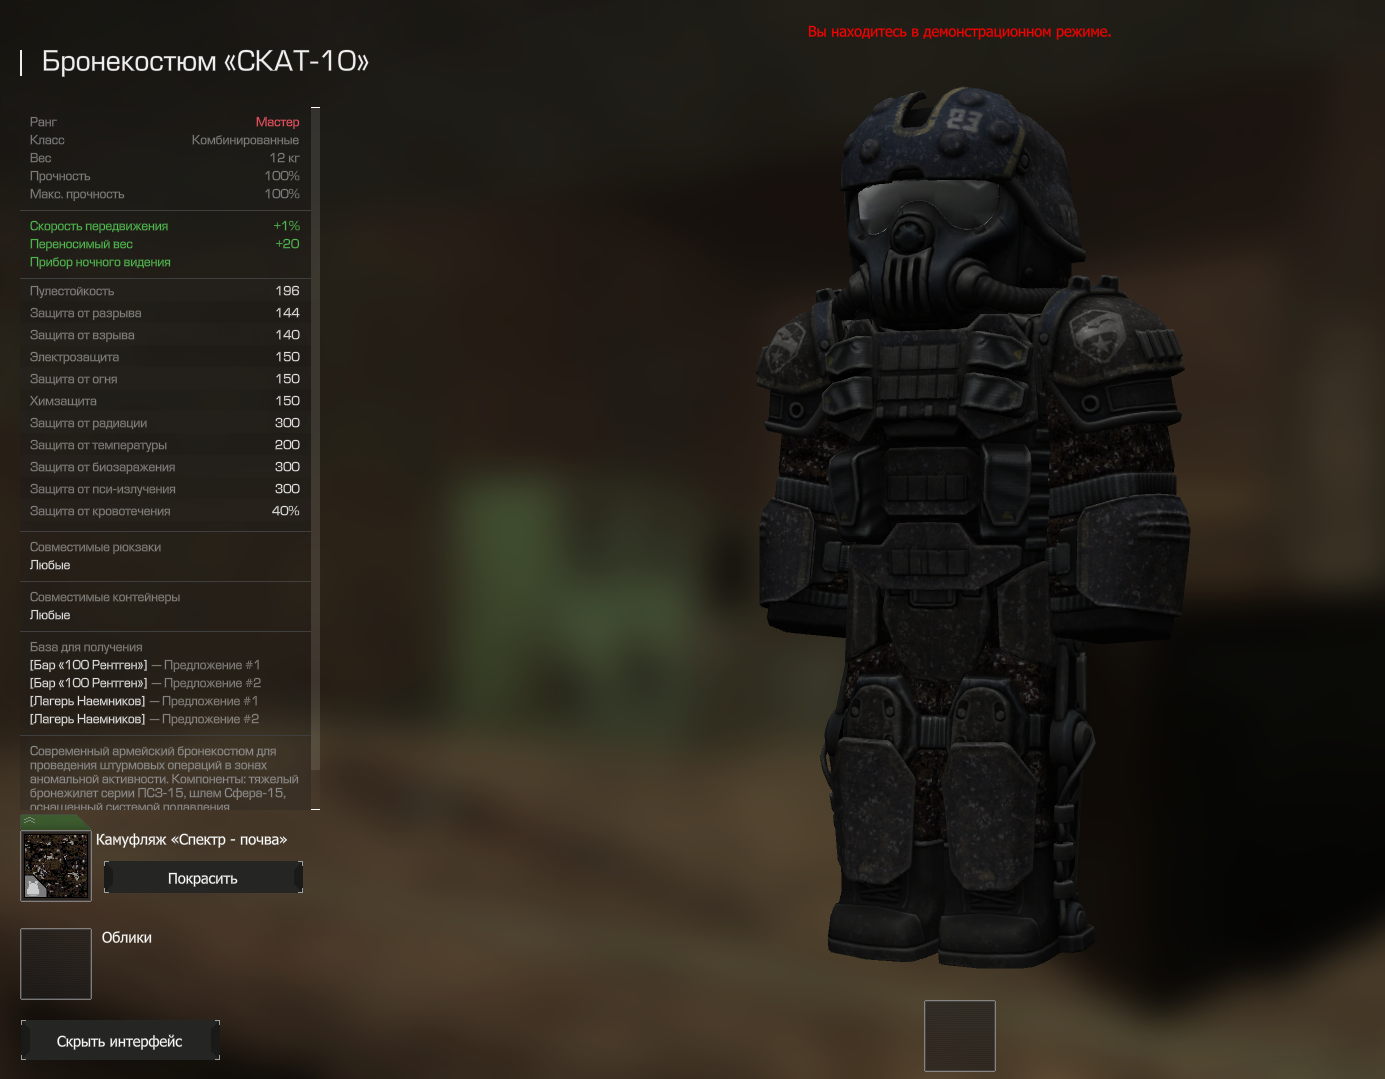 Вы находитесь в демонстрационном режиме.
Бронекостюм «СКАТ-10»
Ранг Мастер
Класс Комбинированные
Вес 12 кг
Прочность 100%
Макс. прочность 100%
Скорость передвижения +1%
Переносимый вес +20
Прибор ночного видения
Пулестойкость 196
Защита от разрыва 144
Защита от взрыва 140
Электрозащита 150
Защита от огня 150
Химзащита 150
Защита от радиации 300
Защита от температуры 200
Защита от биозаражения 300
Защита от пси-излучения 300
Защита от кровотечения 40%
Совместимые рюкзаки
Любые
Совместимые контейнеры
Любые
База для получения
[Бар «100 Рентген»] — Предложение #1
[Бар «100 Рентген»] — Предложение #2
[Лагерь Наемников] — Предложение #1
[Лагерь Наемников] — Предложение #2
Современный армейский бронекостюм для
проведения штурмовых операций в зонах
аномальной активности. Компоненты: тяжелый
бронежилет серии ПСЗ-15, шлем Сфера-15,
оснащенный системой подавления
Камуфляж «Спектр - почва»
Покрасить
Облики
Скрыть интерфейс
23